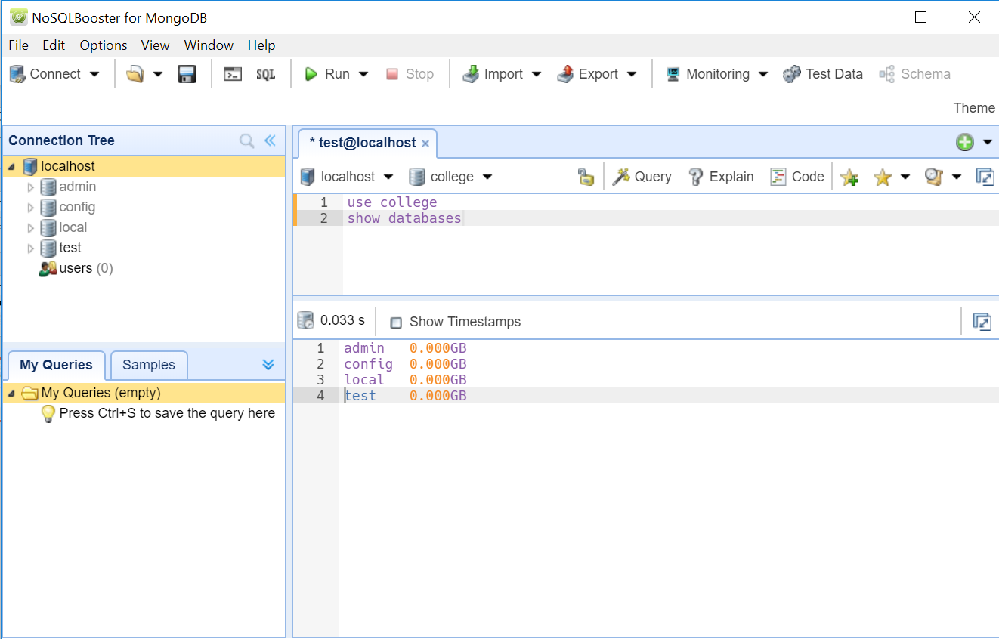 NoSQLBooster for MongoDB
File Edit Options View Window Help
Connect SQL Run Stop Import Export Monitoring Test Data Schema
Theme
Connection Tree
localhost
admin
config
local
test
users (0)
My Queries Samples
My Queries (empty)
Press Ctrl+S to save the query here
* test@localhost ×
localhost college Query Explain Code
1 use college
2 show databases
0.033 s Show Timestamps
1 admin 0.000GB
2 config 0.000GB
3 local 0.000GB
4 test 0.000GB